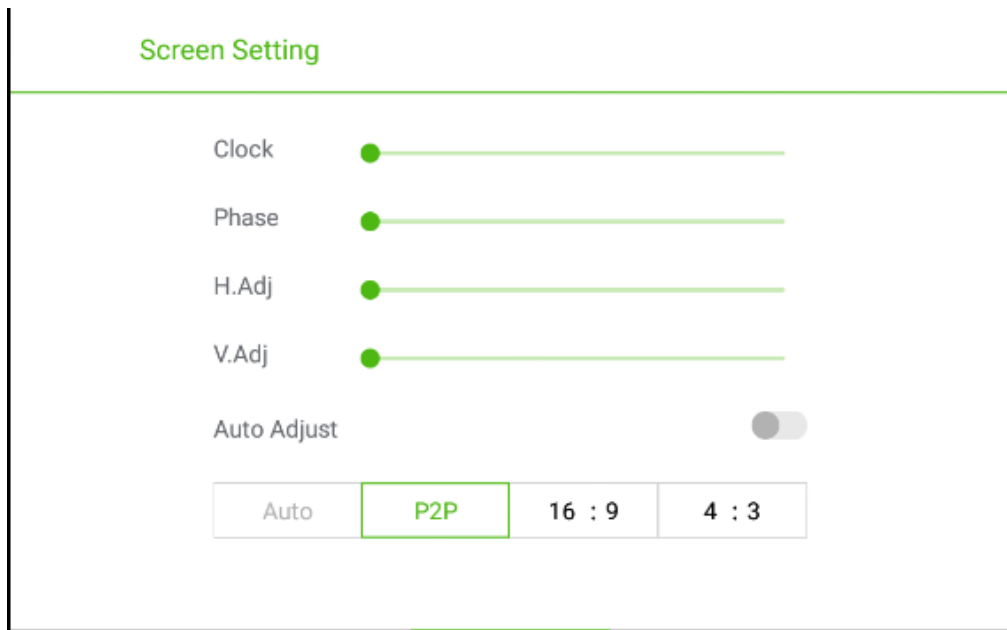 Screen Setting
Clock
Phase
H.Adj
V.Adj
Auto Adjust
Auto P2P 16 : 9 4 : 3